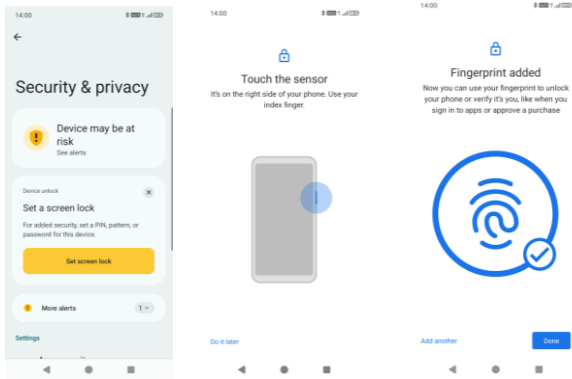 14:00
Security & privacy
Device may be at
risk
See alerts
Device unlock
Set a screen lock
For added security, set a PIN, pattern, or
password for this device.
Set screen lock
More alerts
1
Settings
14:00
Touch the sensor
It's on the right side of your phone. Use your
index finger.
Do it later
14:00
Fingerprint added
Now you can use your fingerprint to unlock
your phone or verify it's you, like when you
sign in to apps or approve a purchase
Add another
Done